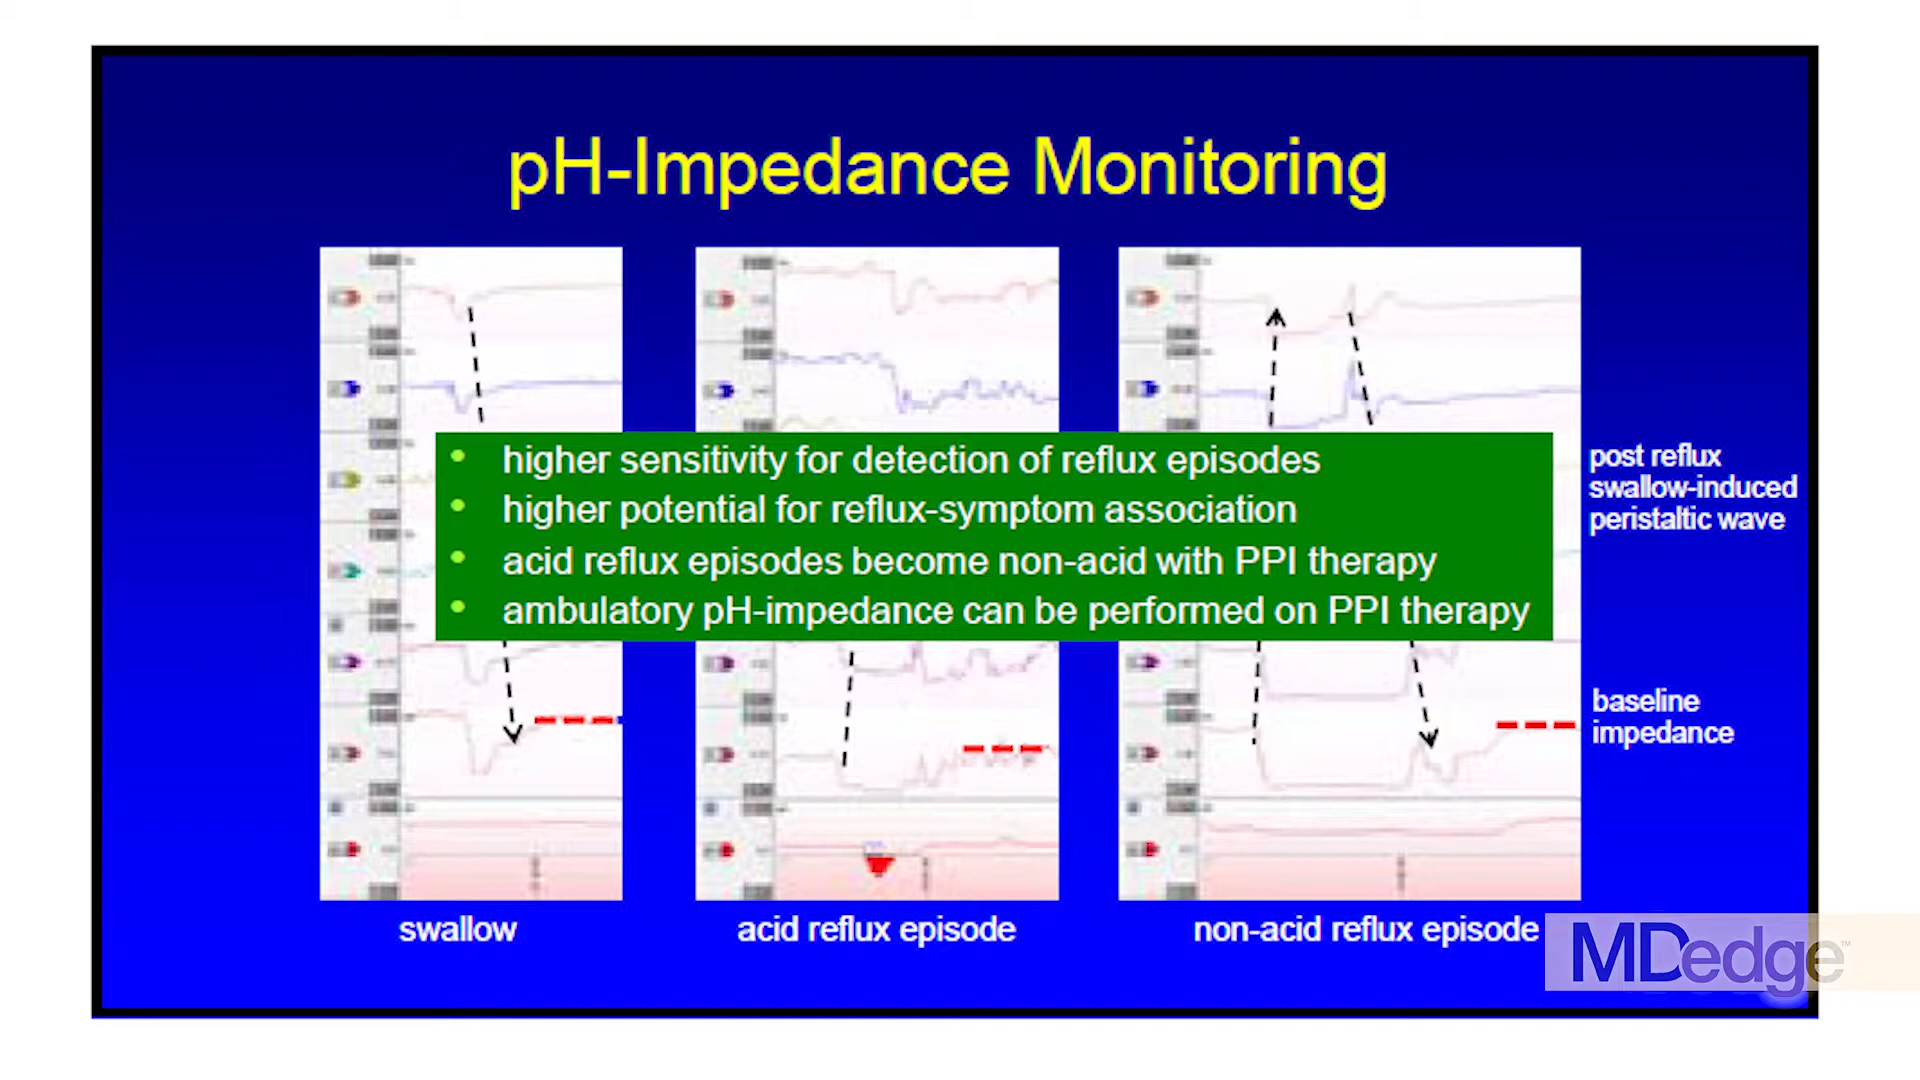 pH-Impedance Monitoring
• higher sensitivity for detection of reflux episodes
• higher potential for reflux-symptom association
• acid reflux episodes become non-acid with PPI therapy
• ambulatory pH-impedance can be performed on PPI therapy
post reflux
swallow-induced
peristaltic wave
baseline
impedance
swallow
acid reflux episode
non-acid reflux episode
MDedge™